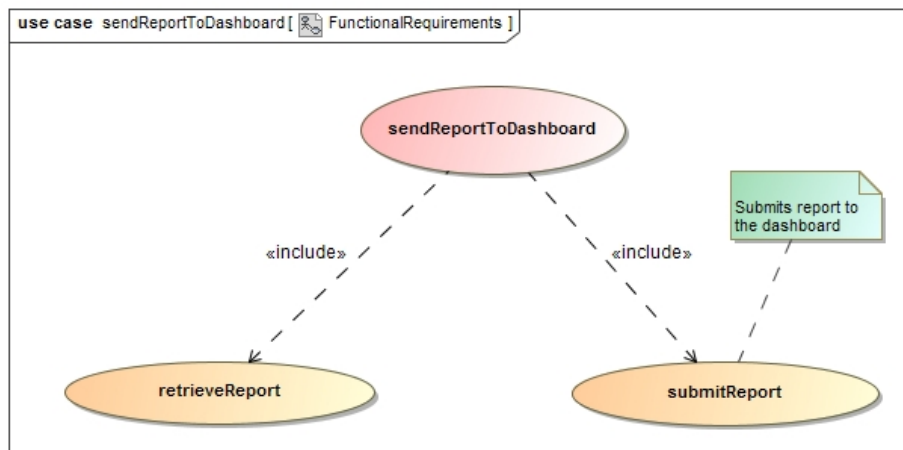 use case sendReportToDashboard [ FunctionalRequirements ]
sendReportToDashboard
Submits report to
the dashboard
«include» «include»
retrieveReport submitReport